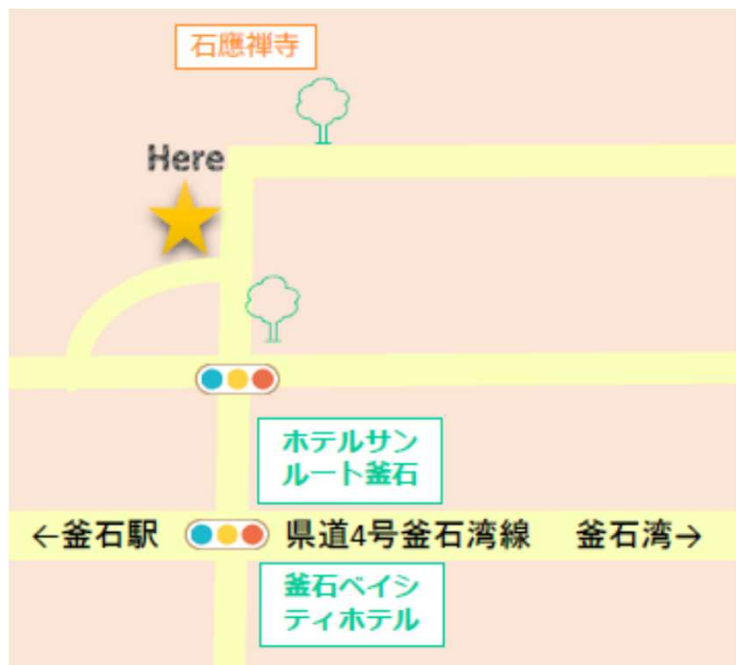 石應禅寺
Here
ホテルサン
ルート釜石
←釜石駅
県道4号釜石湾線
釜石湾→
釜石ベイシ
ティホテル